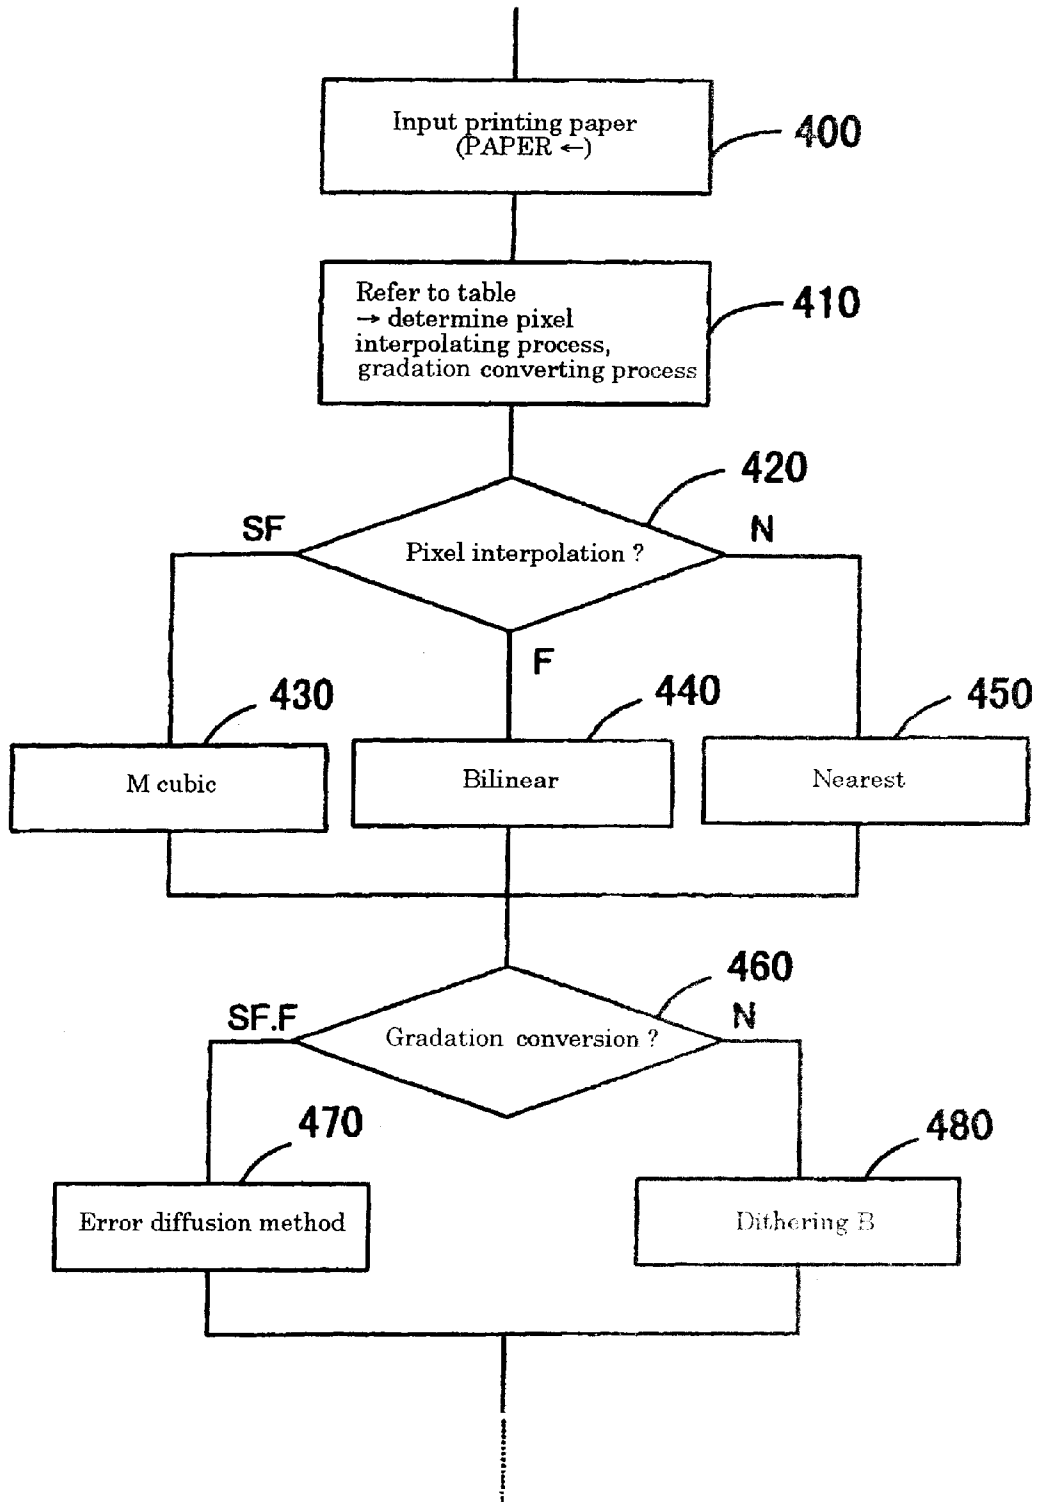 Input printing paper
(PAPER ←)
400
Refer to table
→ determine pixel
interpolating process,
gradation converting process
410
420
SF
N
Pixel interpolation ?
F
430
440
450
M cubic
Bilinear
Nearest
460
SF.F
N
Gradation conversion ?
470
480
Error diffusion method
Dithering B